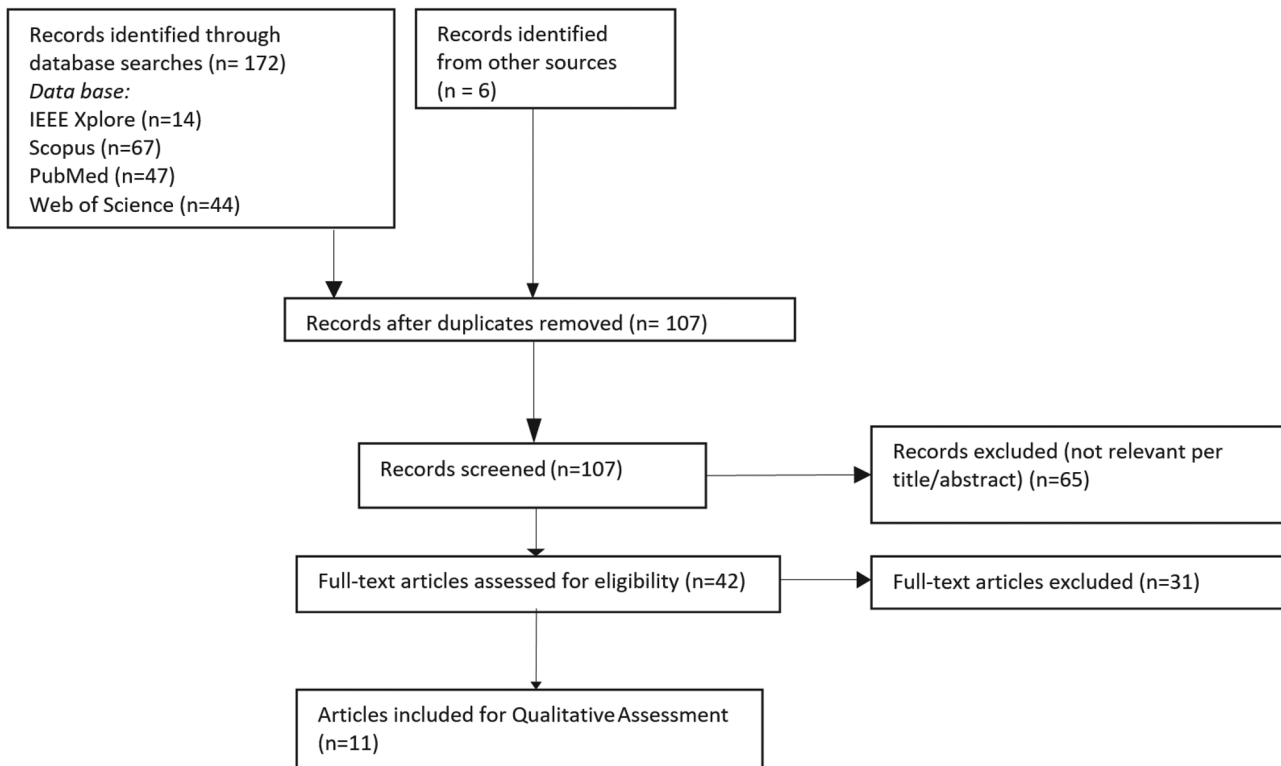 Records identified through
database searches (n= 172)
Data base:
IEEE Xplore (n=14)
Scopus (n=67)
PubMed (n=47)
Web of Science (n=44)
Records identified
from other sources
(n = 6)
Records after duplicates removed (n= 107)
Records screened (n=107)
Records excluded (not relevant per
title/abstract) (n=65)
Full-text articles assessed for eligibility (n=42)
Full-text articles excluded (n=31)
Articles included for Qualitative Assessment
(n=11)